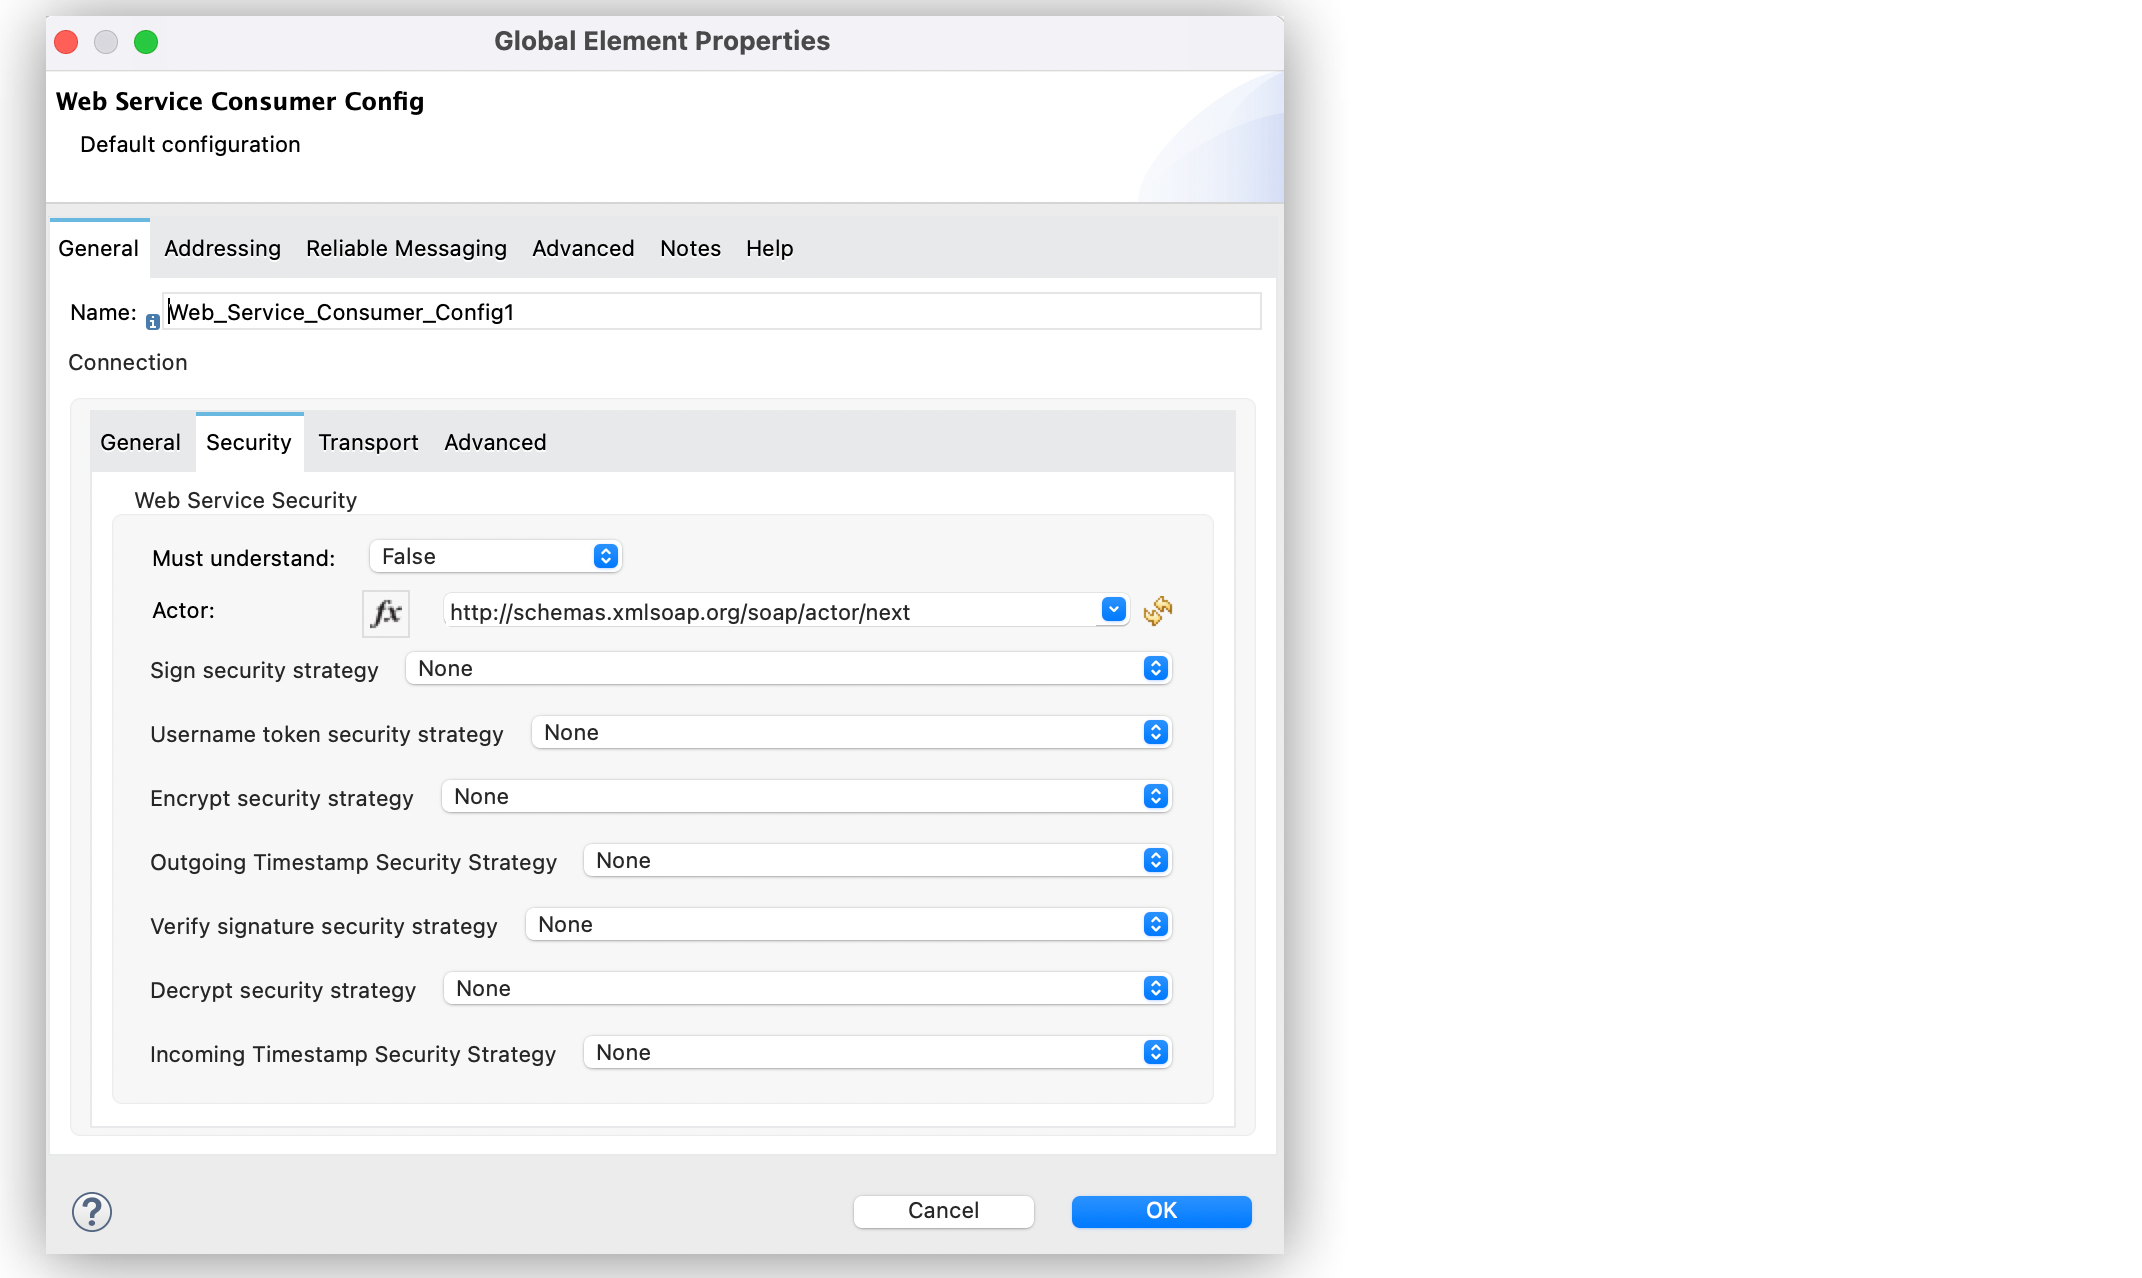 Global Element Properties
Web Service Consumer Config
Default configuration
General Addressing Reliable Messaging Advanced Notes Help
Name: Web_Service_Consumer_Config1
Connection
General Security Transport Advanced
Web Service Security
Must understand: False
Actor: fx http://schemas.xmlsoap.org/soap/actor/next
Sign security strategy None
Username token security strategy None
Encrypt security strategy None
Outgoing Timestamp Security Strategy None
Verify signature security strategy None
Decrypt security strategy None
Incoming Timestamp Security Strategy None
? Cancel OK